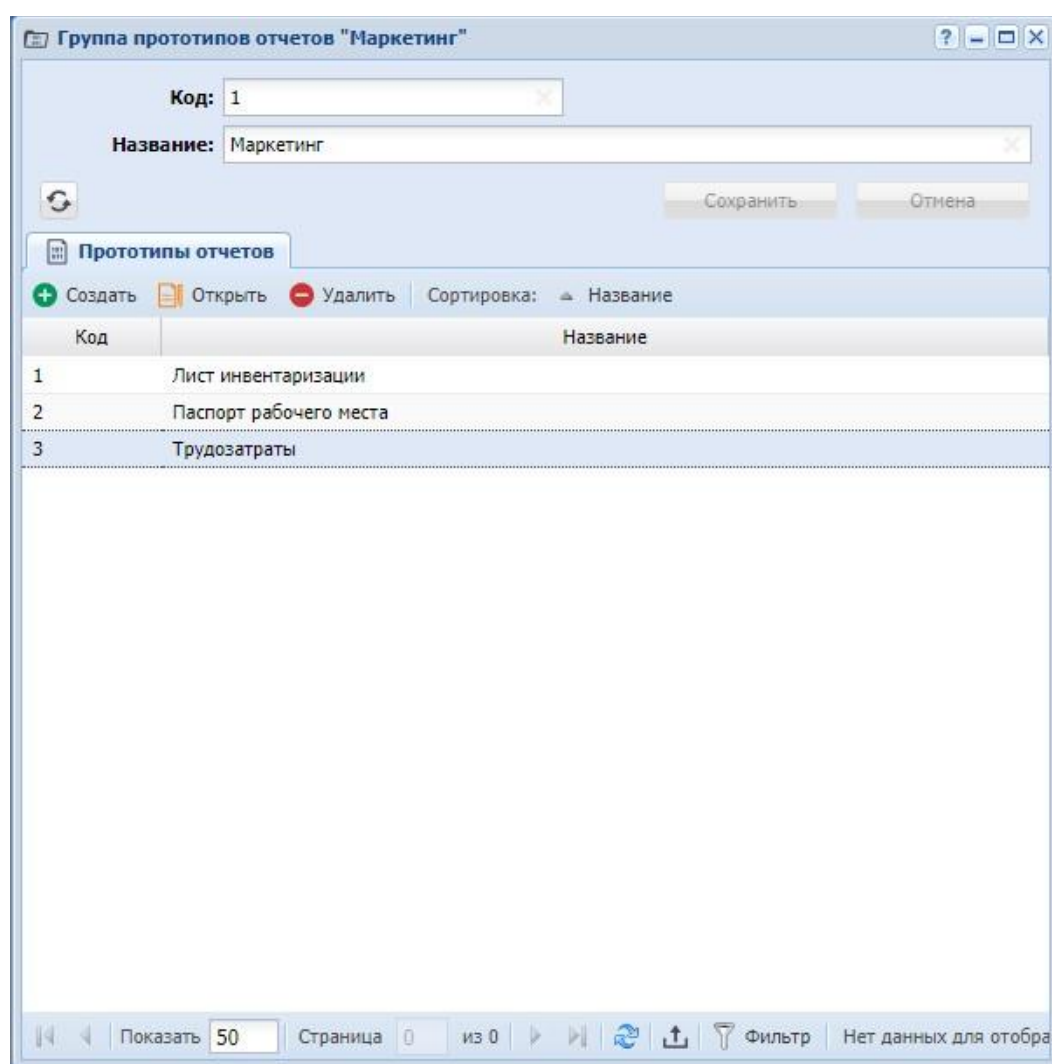 Группа прототипов отчетов "Маркетинг"
Код: 1
Название: Маркетинг
Сохранить Отмена
Прототипы отчетов
Создать Открыть Удалить Сортировка: Название
Код Название
1 Лист инвентаризации
2 Паспорт рабочего места
3 Трудозатраты
Показать 50 Страница 0 из 0 Фильтр Нет данных для отобра